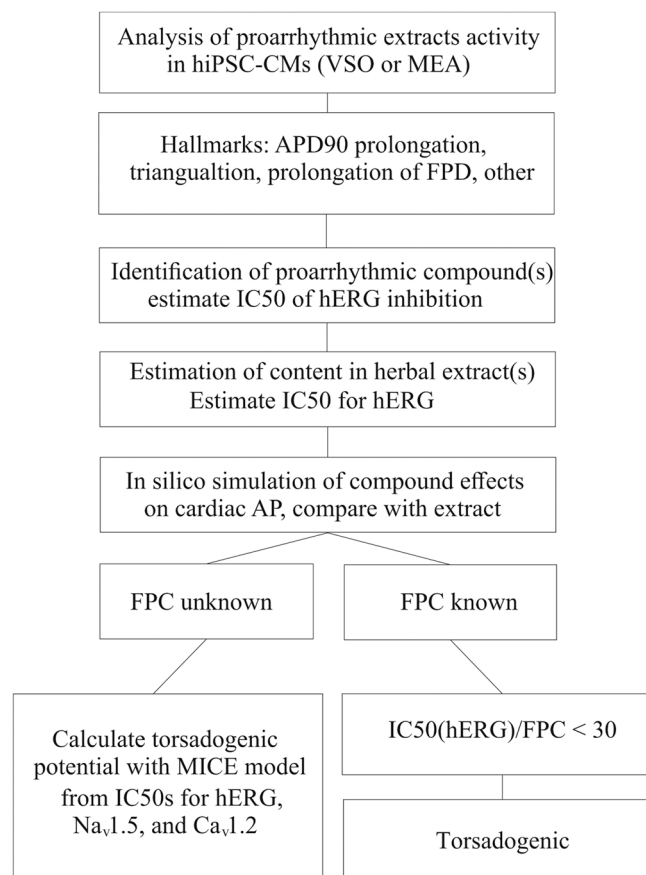 Analysis of proarrhythmic extracts activity
in hiPSC-CMs (VSO or MEA)
Hallmarks: APD90 prolongation,
triangualtion, prolongation of FPD, other
Identification of proarrhythmic compound(s)
estimate IC50 of hERG inhibition
Estimation of content in herbal extract(s)
Estimate IC50 for hERG
In silico simulation of compound effects
on cardiac AP, compare with extract
FPC unknown
FPC known
Calculate torsadogenic
potential with MICE model
from IC50s for hERG,
Naᵥ1.5, and Caᵥ1.2
IC50(hERG)/FPC < 30
Torsadogenic